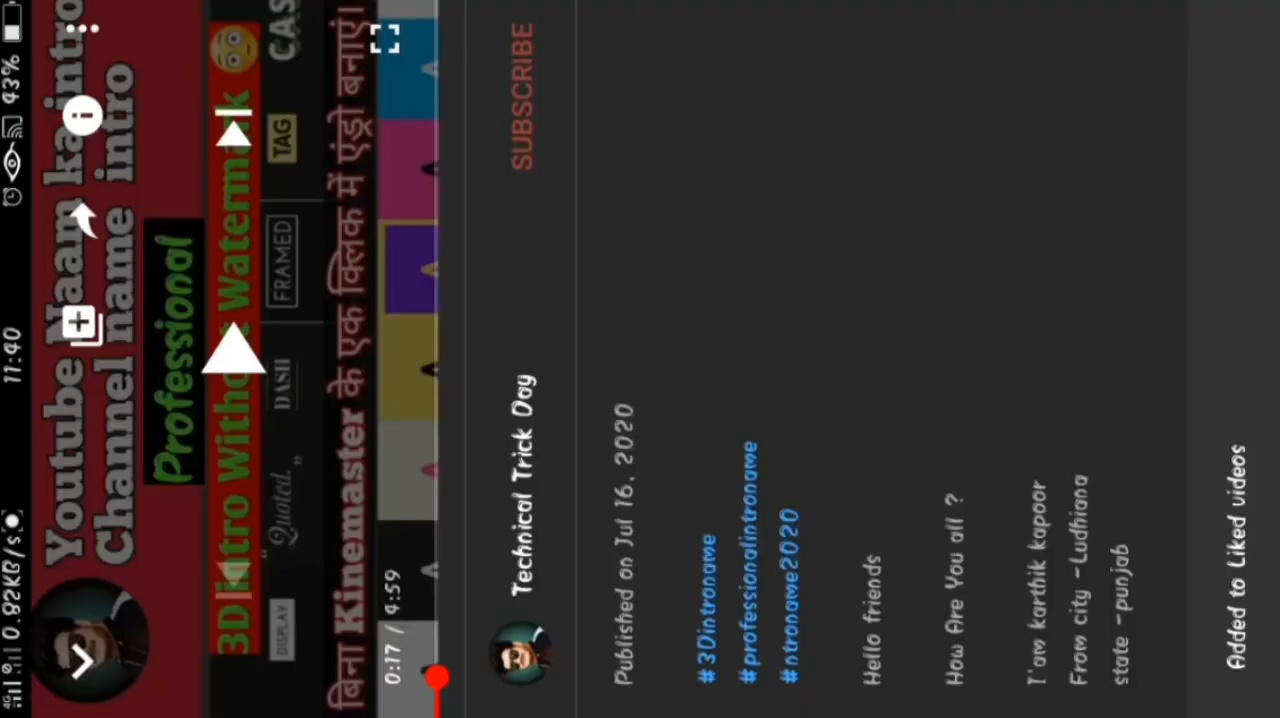 4G 0.82KB/s 11:40 43%
Youtube Naam ka intro
Channel name intro
Professional
3D intro Without Watermark
DISPLAY "Quoted." DASH FRAMED TAG
बिना Kinemaster के एक क्लिक में एंड्रो बनाएं।
0:17 / 4:59
Technical Trick Day SUBSCRIBE
Published on Jul 16, 2020
#3Dintroname
#professionalintroname
#ntroname2020
Hello friends
How Are You all ?
I'am karthik kapoor
From city -Ludhiana
state -punjab
Added to Liked videos